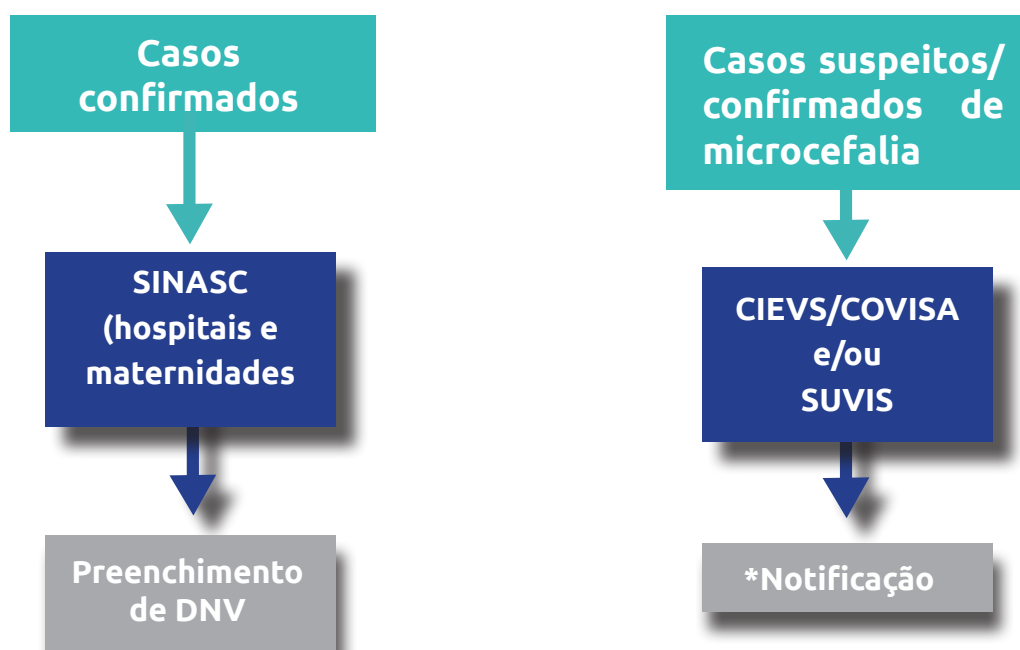 Casos
confirmados
SINASC
(hospitais e
maternidades
Preenchimento
de DNV
Casos suspeitos/
confirmados de
microcefalia
CIEVS/COVISA
e/ou
SUVIS
*Notificação